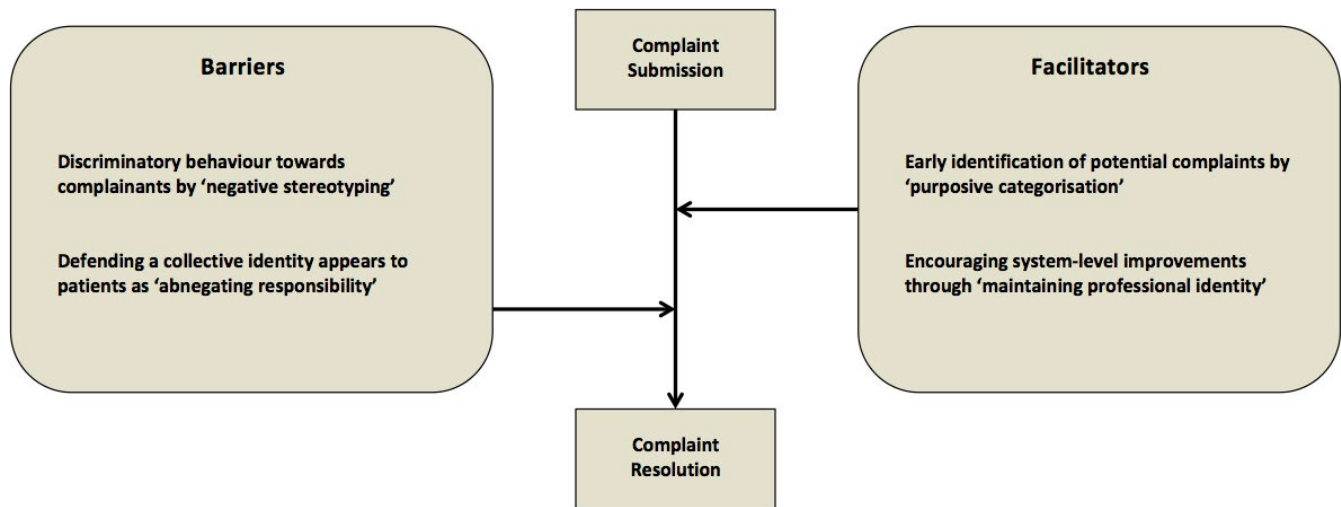 Barriers
Discriminatory behaviour towards
complainants by ‘negative stereotyping’
Defending a collective identity appears to
patients as ‘abnegating responsibility’
Complaint
Submission
Complaint
Resolution
Facilitators
Early identification of potential complaints by
‘purposive categorisation’
Encouraging system-level improvements
through ‘maintaining professional identity’